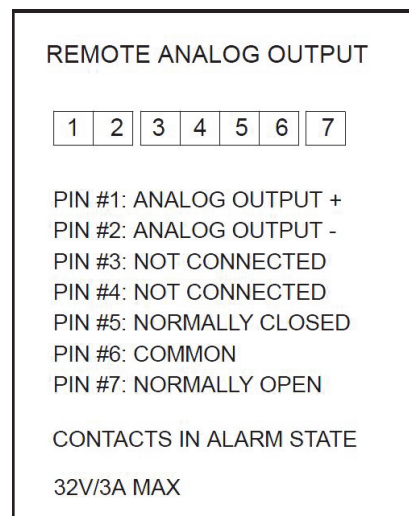 REMOTE ANALOG OUTPUT
1 2 3 4 5 6 7
PIN #1: ANALOG OUTPUT +
PIN #2: ANALOG OUTPUT -
PIN #3: NOT CONNECTED
PIN #4: NOT CONNECTED
PIN #5: NORMALLY CLOSED
PIN #6: COMMON
PIN #7: NORMALLY OPEN
CONTACTS IN ALARM STATE
32V/3A MAX